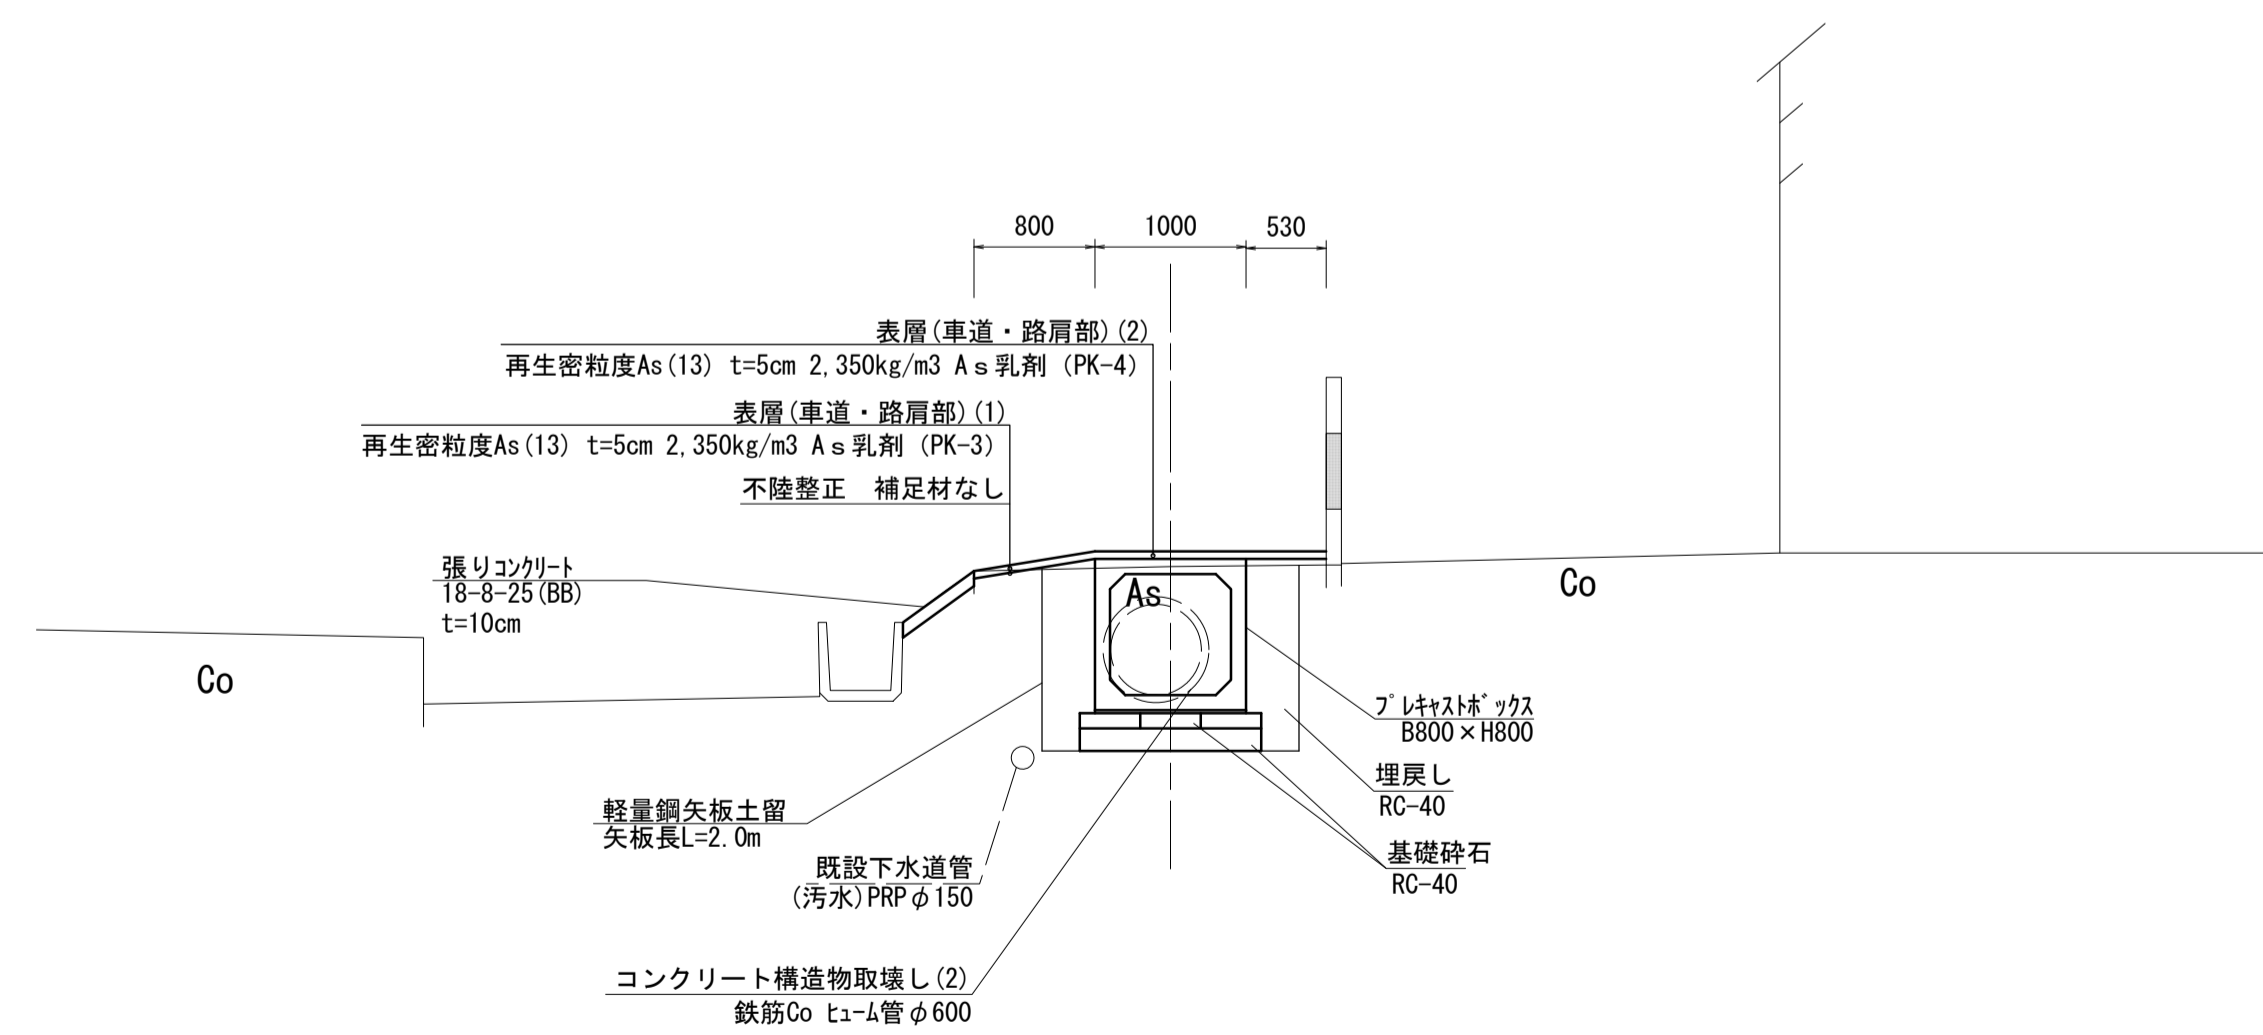 800
1000
530
表層(車道・路肩部)(2)
再生密粒度As(13) t=5cm 2,350kg/m3 Ａｓ乳剤 (PK-4)
表層(車道・路肩部)(1)
再生密粒度As(13) t=5cm 2,350kg/m3 Ａｓ乳剤 (PK-3)
不陸整正　補足材なし
張りｺﾝｸﾘｰﾄ
18-8-25(BB)
t=10cm
As
Co
Co
ﾌﾟﾚｷｬｽﾄﾎﾞｯｸｽ
B800×H800
埋戻し
RC-40
軽量鋼矢板土留
矢板長L=2.0m
基礎砕石
RC-40
既設下水道管
(汚水)PRPφ150
コンクリート構造物取壊し(2)
鉄筋Co ﾋｭｰﾑ管φ600